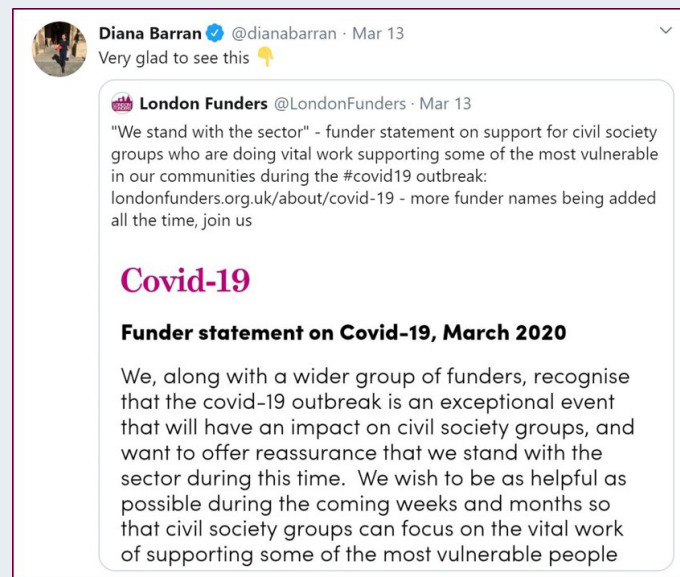 Diana Barran @dianabarran · Mar 13
Very glad to see this 👇
London Funders @LondonFunders · Mar 13
"We stand with the sector" - funder statement on support for civil society
groups who are doing vital work supporting some of the most vulnerable
in our communities during the #covid19 outbreak:
londonfunders.org.uk/about/covid-19 - more funder names being added
all the time, join us
Covid-19
Funder statement on Covid-19, March 2020
We, along with a wider group of funders, recognise
that the covid-19 outbreak is an exceptional event
that will have an impact on civil society groups, and
want to offer reassurance that we stand with the
sector during this time. We wish to be as helpful as
possible during the coming weeks and months so
that civil society groups can focus on the vital work
of supporting some of the most vulnerable people